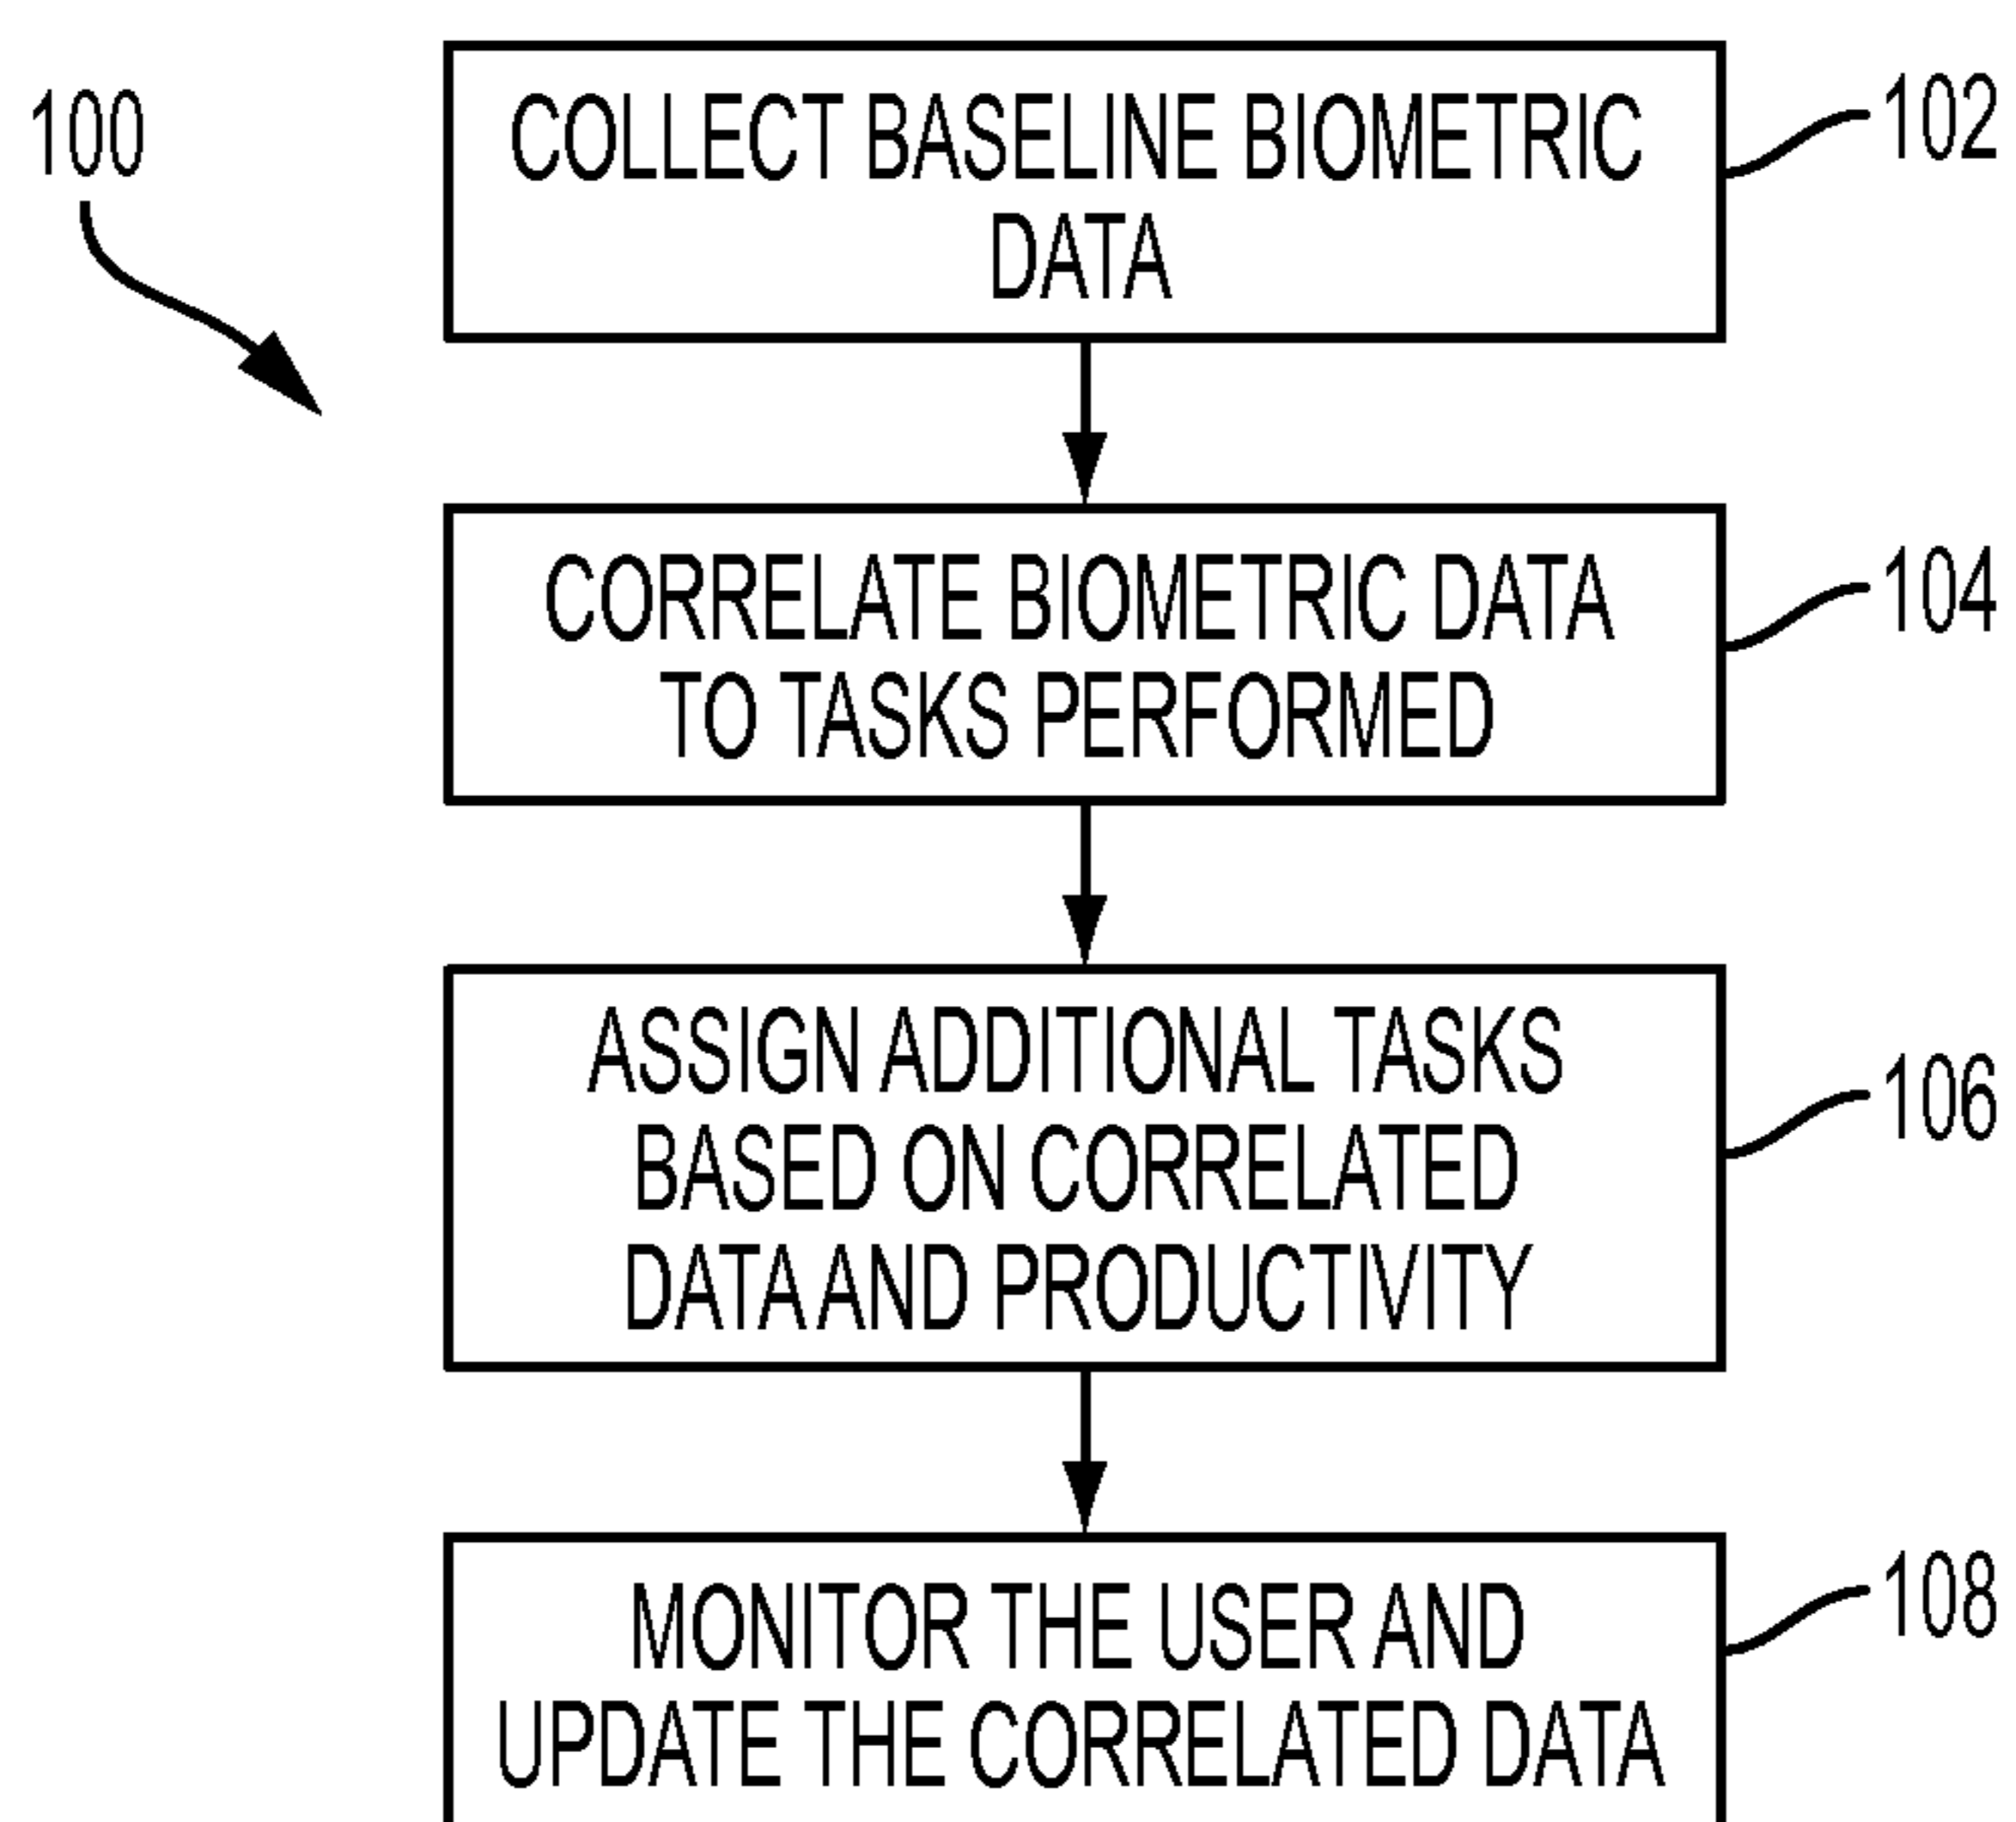 100
COLLECT BASELINE BIOMETRIC
DATA
102
CORRELATE BIOMETRIC DATA
TO TASKS PERFORMED
104
ASSIGN ADDITIONAL TASKS
BASED ON CORRELATED
DATA AND PRODUCTIVITY
106
MONITOR THE USER AND
UPDATE THE CORRELATED DATA
108